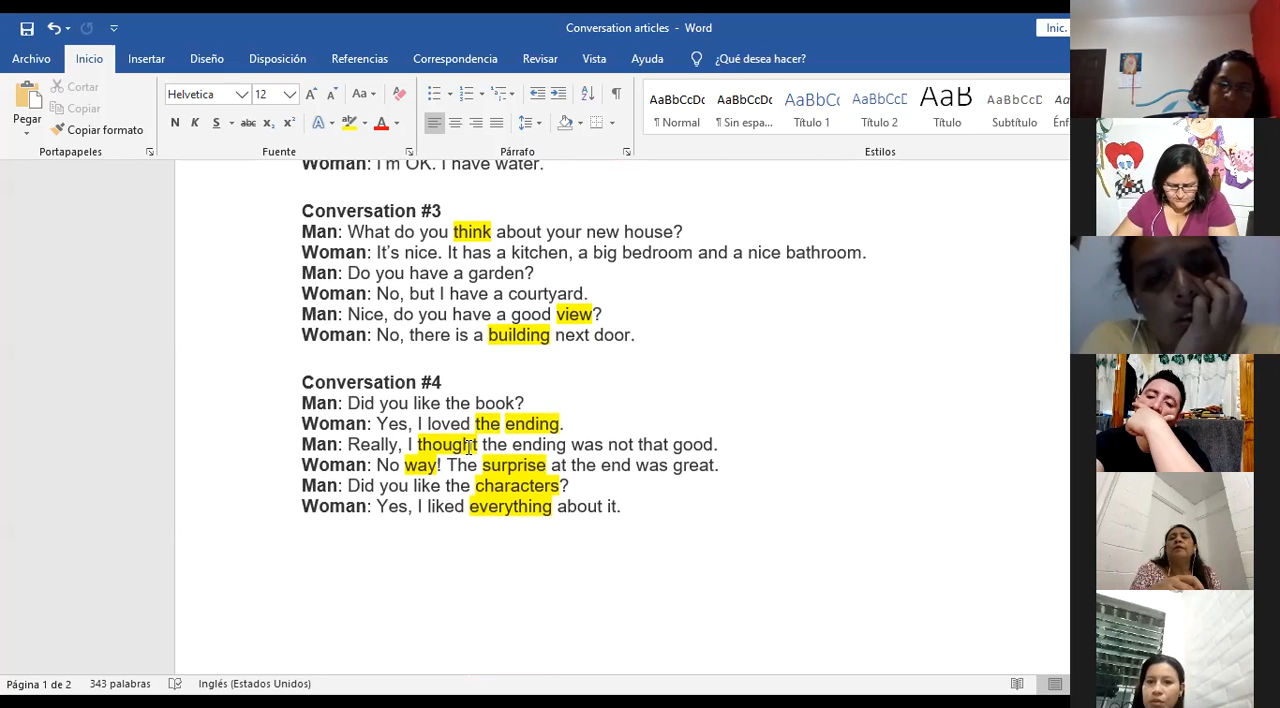 Conversation articles - Word
Inic.
Archivo Inicio Insertar Diseño Disposición Referencias Correspondencia Revisar Vista Ayuda ¿Qué desea hacer?
Pegar
Cortar
Copiar
Copiar formato
Portapapeles
Helvetica 12
Aa
N K S abc x₂ x²
Fuente
Párrafo
AaBbCcDc
¶ Normal
AaBbCcDc
¶ Sin espa...
AaBbC
Título 1
AaBbCcD
Título 2
AaB
Título
AaBbCcD
Subtítulo
Énf
Estilos
Woman: I'm OK. I have water.
Conversation #3
Man: What do you think about your new house?
Woman: It’s nice. It has a kitchen, a big bedroom and a nice bathroom.
Man: Do you have a garden?
Woman: No, but I have a courtyard.
Man: Nice, do you have a good view?
Woman: No, there is a building next door.
Conversation #4
Man: Did you like the book?
Woman: Yes, I loved the ending.
Man: Really, I thought the ending was not that good.
Woman: No way! The surprise at the end was great.
Man: Did you like the characters?
Woman: Yes, I liked everything about it.
Página 1 de 2 343 palabras Inglés (Estados Unidos)